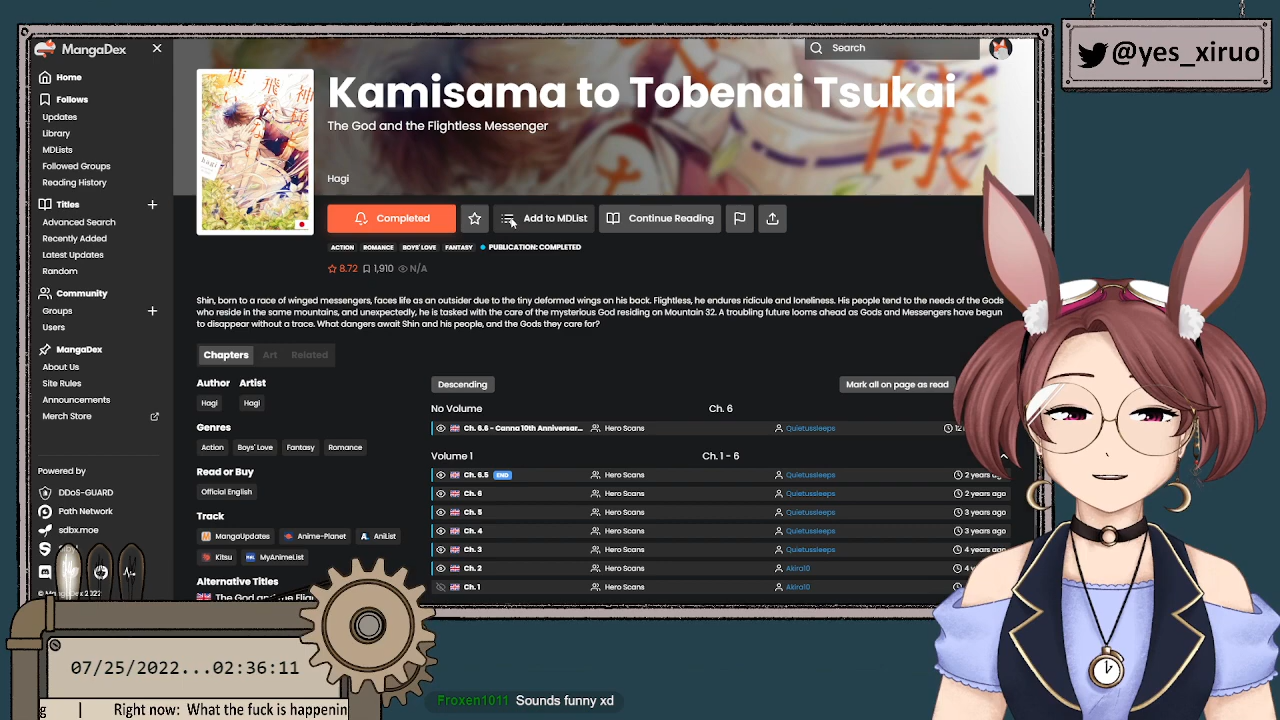 MangaDex
Search
@yes_xiruo
Home
Follows
Updates
Library
MDLists
Followed Groups
Reading History
Titles
Advanced Search
Recently Added
Latest Updates
Random
Community
Groups
Users
MangaDex
About Us
Site Rules
Announcements
Merch Store
Powered by
DDoS-GUARD
Path Network
sdbx.moe
Kamisama to Tobenai Tsukai
The God and the Flightless Messenger
Hagi
Completed
Add to MDList
Continue Reading
ACTION ROMANCE BOYS' LOVE FANTASY PUBLICATION: COMPLETED
8.72 1,910 N/A
Shin, born to a race of winged messengers, faces life as an outsider due to the tiny deformed wings on his back. Flightless, he endures ridicule and loneliness. His people tend to the needs of the Gods
who reside in the same mountains, and unexpectedly, he is tasked with the care of the mysterious God residing on Mountain 32. A troubling future looms ahead as Gods and Messengers have begun
to disappear without a trace. What dangers await Shin and his people, and the Gods they care for?
Chapters Art Related
Author Artist
Hagi Hagi
Genres
Action Boys' Love Fantasy Romance
Read or Buy
Official English
Track
MangaUpdates Anime-Planet AniList
Kitsu MyAnimeList
Alternative Titles
The God and the Flig
Descending Mark all on page as read
No Volume Ch. 6
Ch. 6.6 - Canna 10th Anniversar... Hero Scans Quietussleeps
Volume 1 Ch. 1 - 6
Ch. 6.5 END Hero Scans Quietussleeps 2 years ago
Ch. 6 Hero Scans Quietussleeps 2 years ago
Ch. 5 Hero Scans Quietussleeps 3 years ago
Ch. 4 Hero Scans Quietussleeps 3 years ago
Ch. 3 Hero Scans Quietussleeps 4 years ago
Ch. 2 Hero Scans Akira10
Ch. 1 Hero Scans Akira10
07/25/2022...02:36:11
g | Right now: What the fuck is happenin
Froxen1011 Sounds funny xd